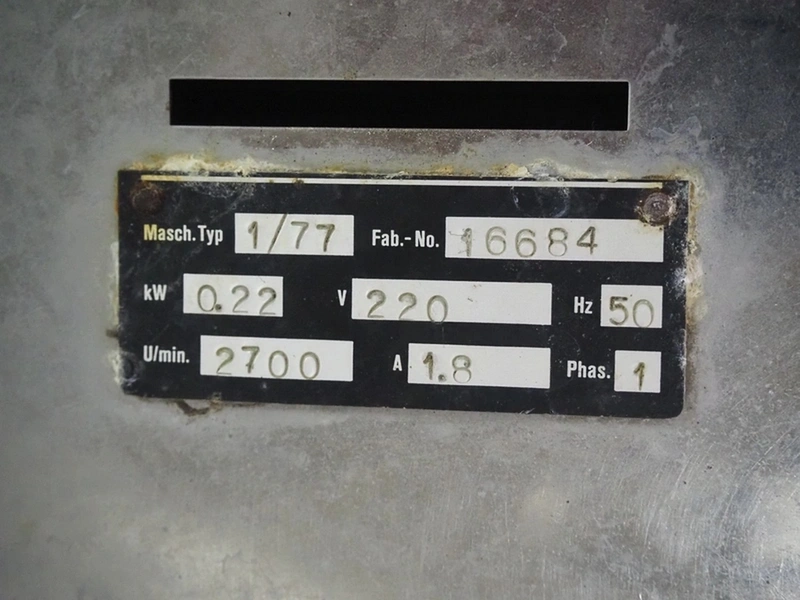 Masch.Typ 1/77 Fab.-No. 16684
kW 0.22 V 220 Hz 50
U/min. 2700 A 1.8 Phas. 1